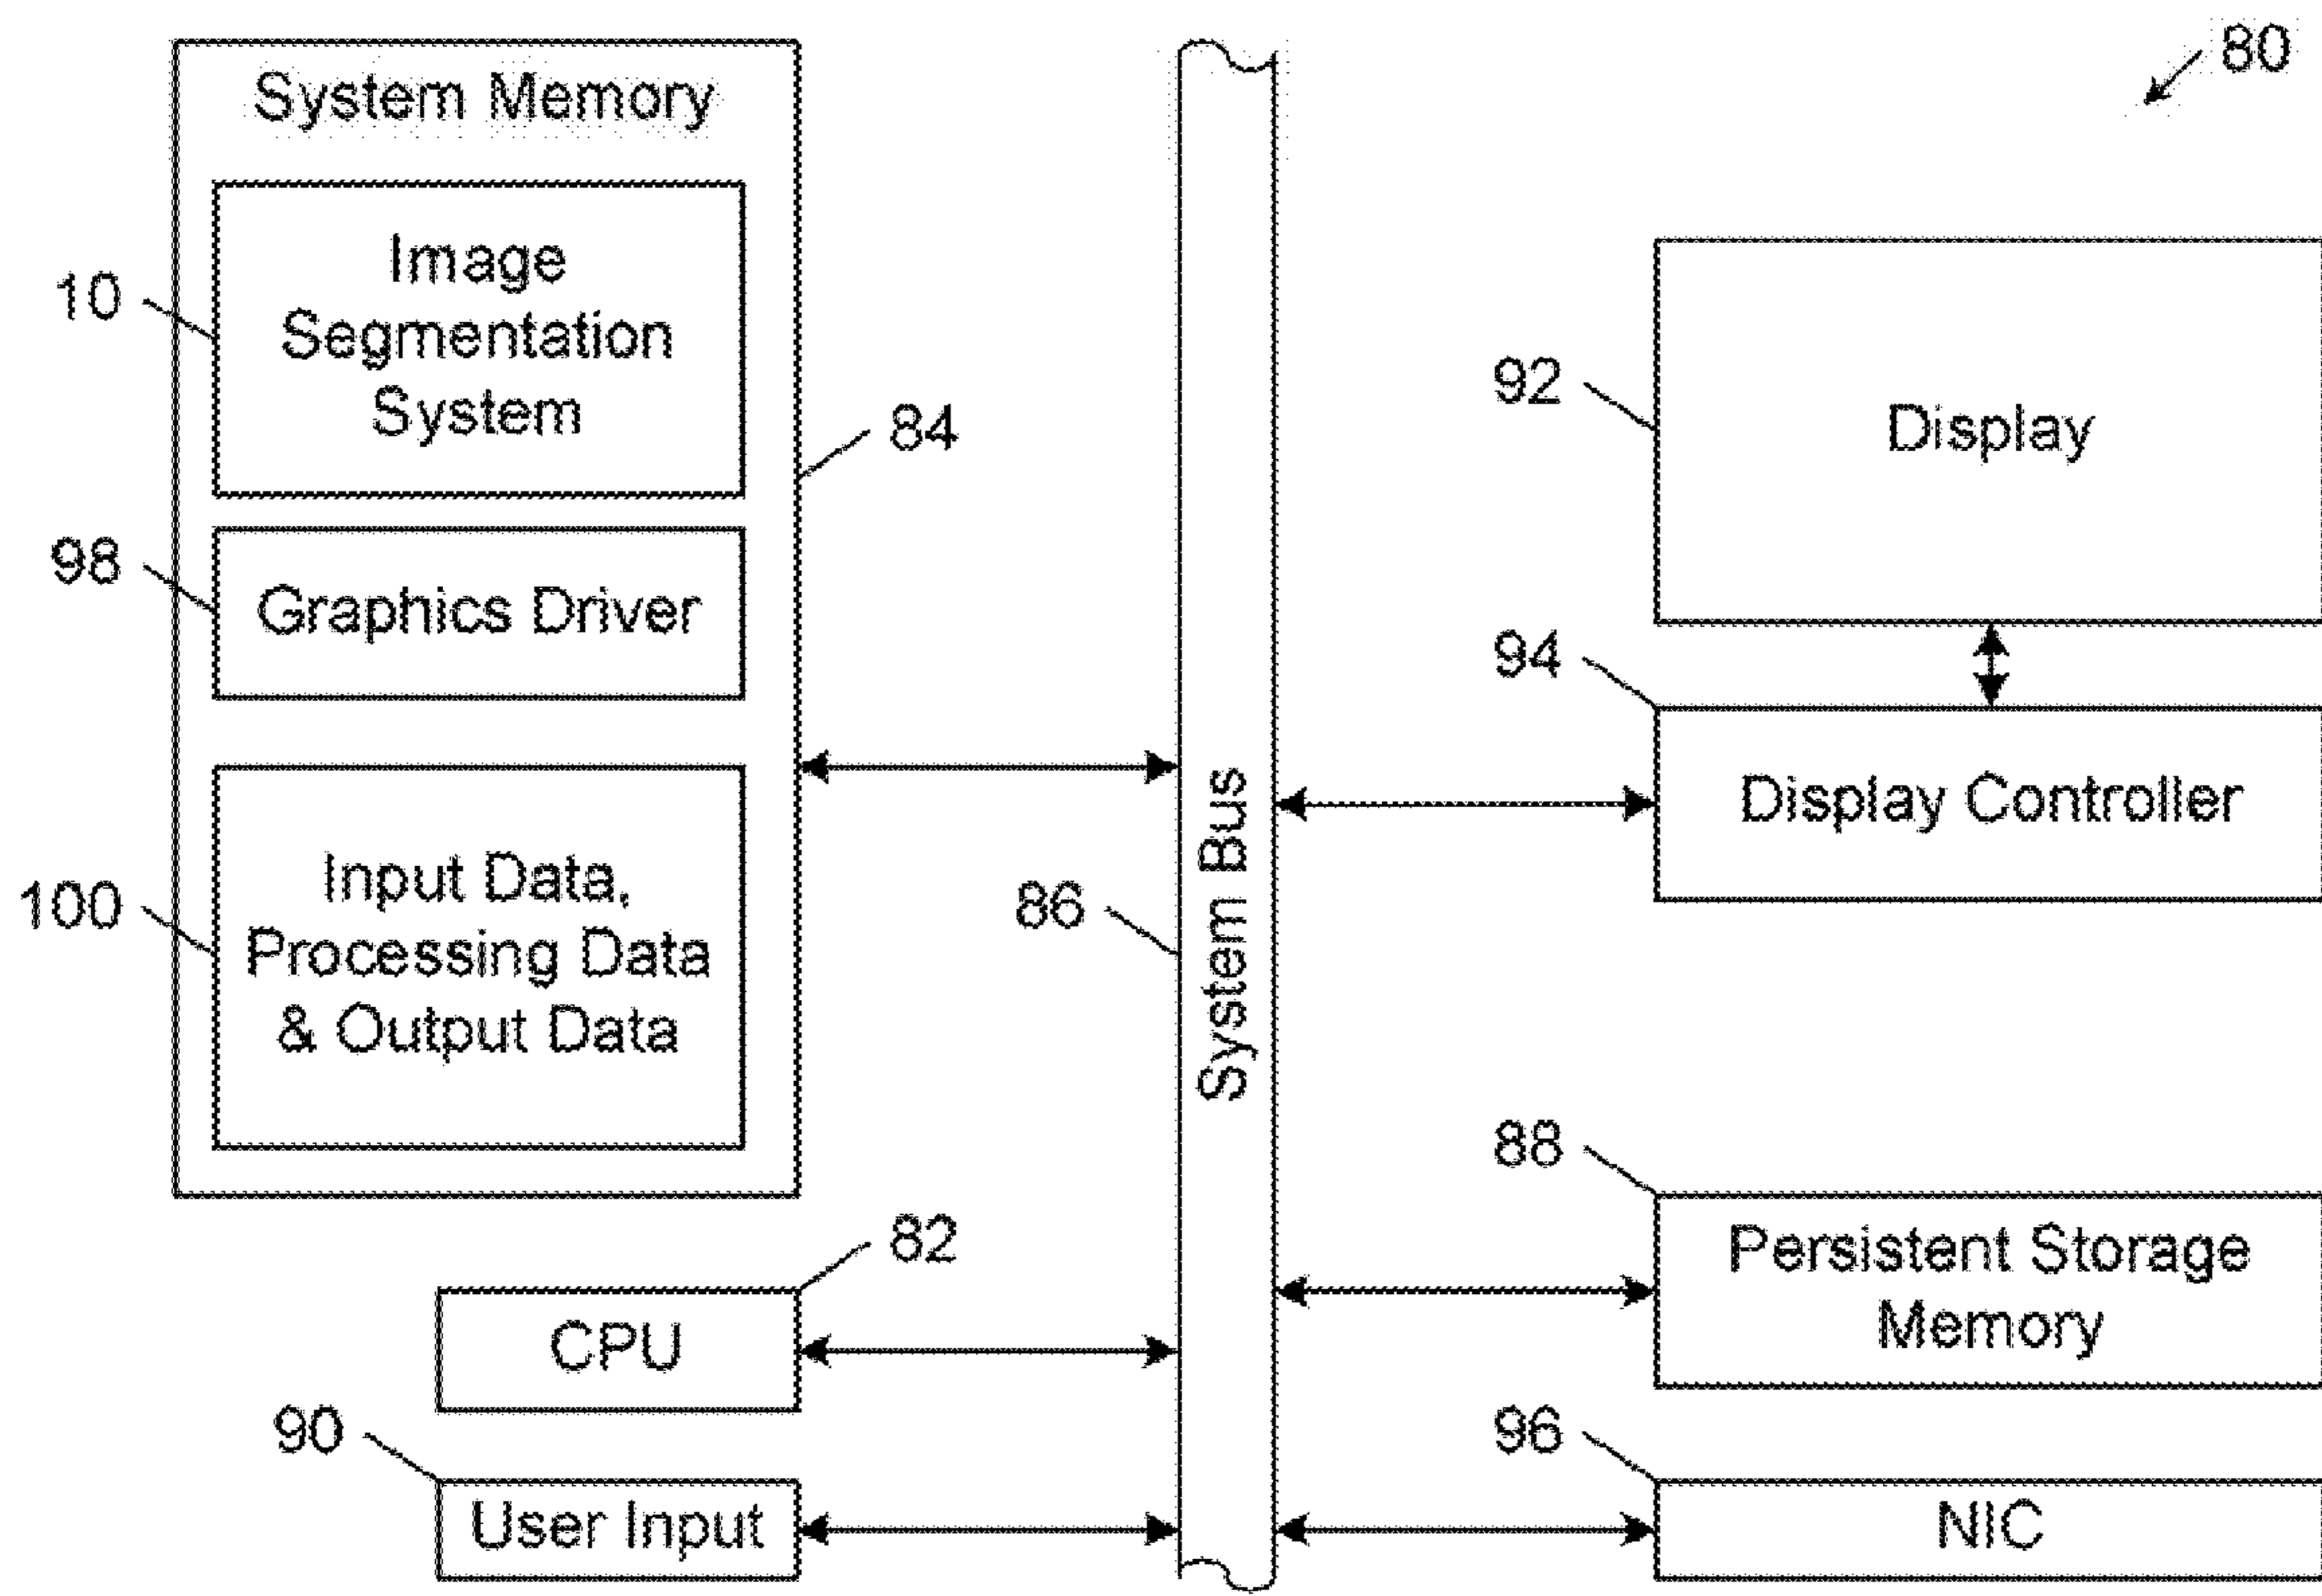 80
System Memory
10
Image
Segmentation
System
84
98
Graphics Driver
100
Input Data,
Processing Data
& Output Data
82
CPU
90
User Input
86
System Bus
92
Display
94
Display Controller
88
Persistent Storage
Memory
96
NIC